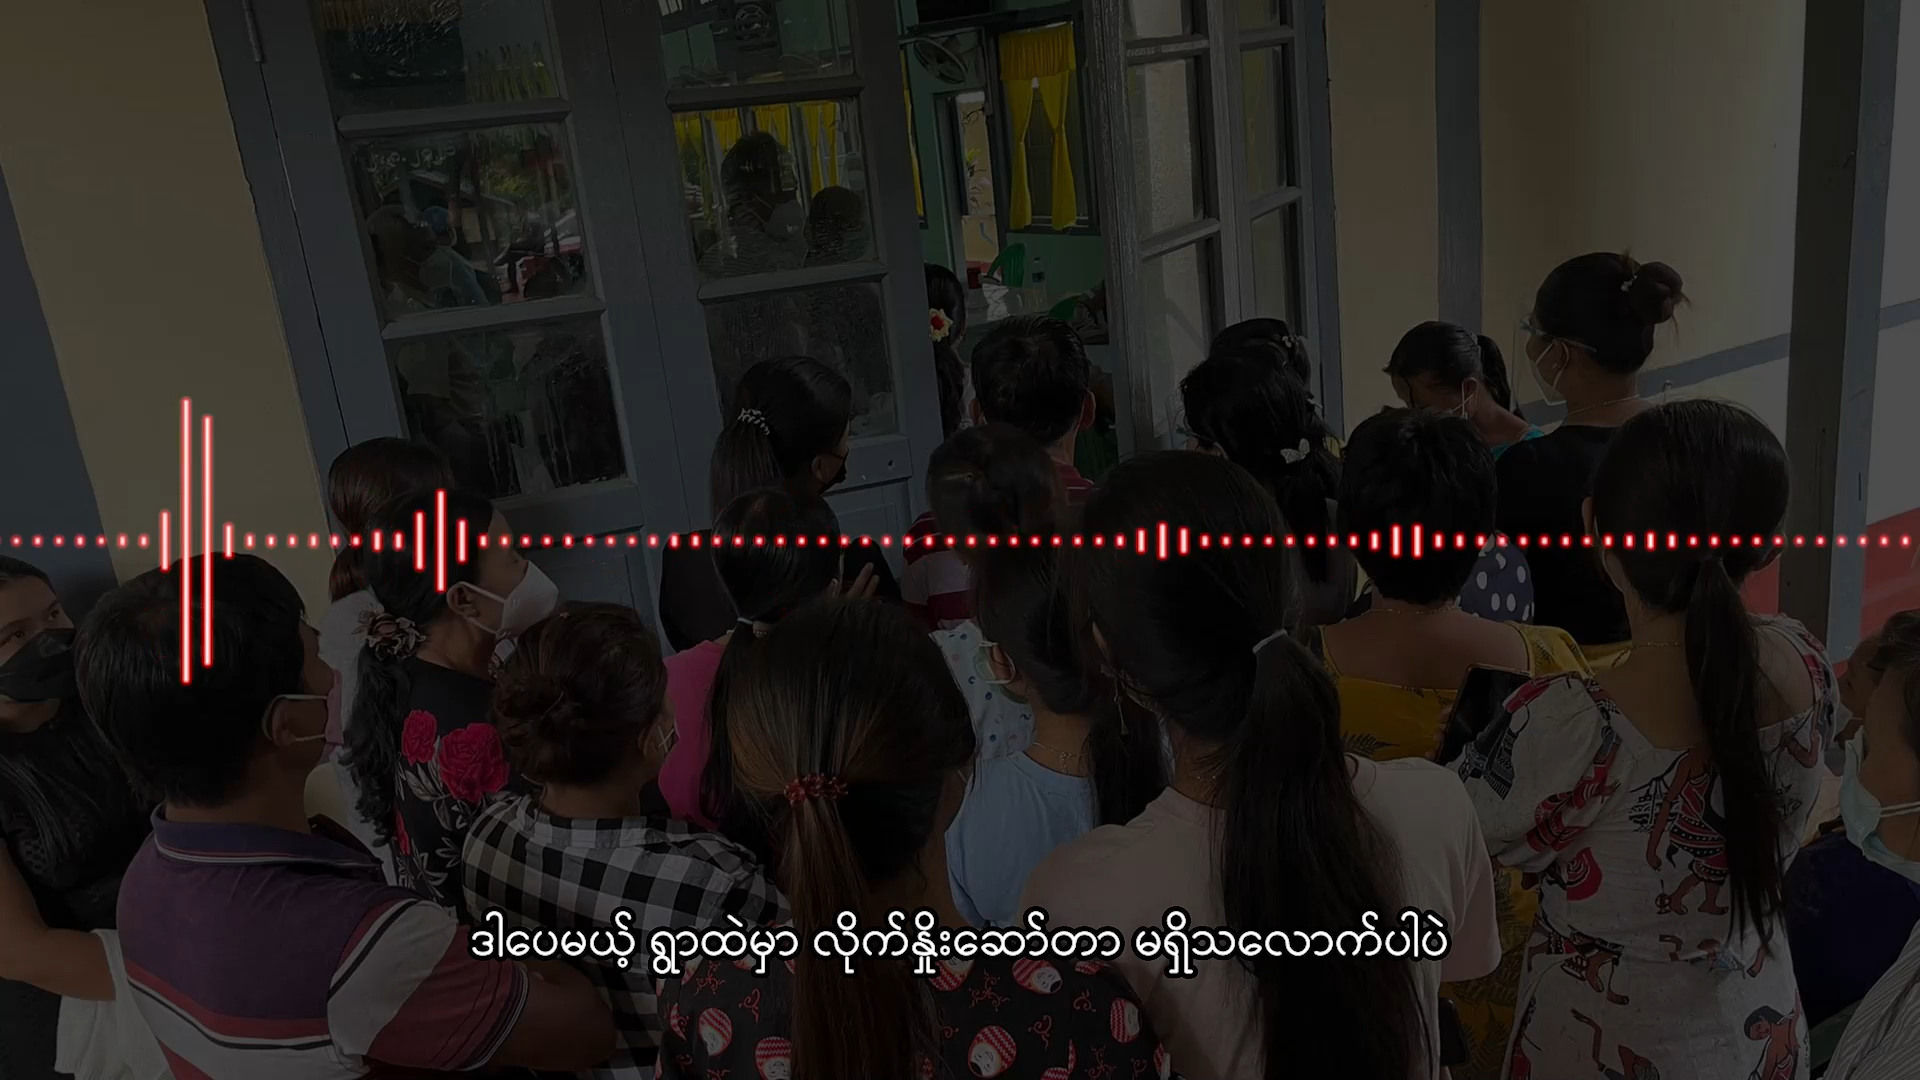 ဒါပေမယ့် ရွာထဲမှာ လိုက်နှိုးဆော်တာ မရှိသလောက်ပါပဲ